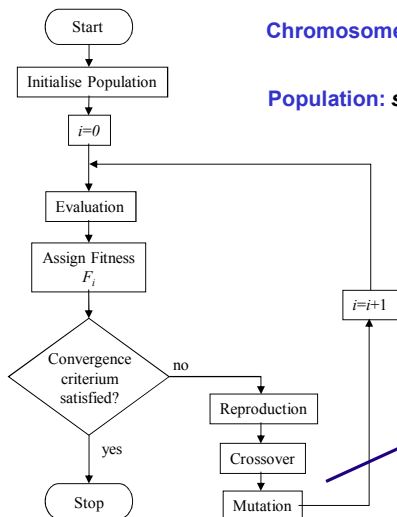 Start
Chromosome
Initialise Population
Population: s
i=0
Evaluation
Assign Fitness
F_i
i=i+1
Convergence
criterium
satisfied?
no
Reproduction
yes
Crossover
Stop
Mutation